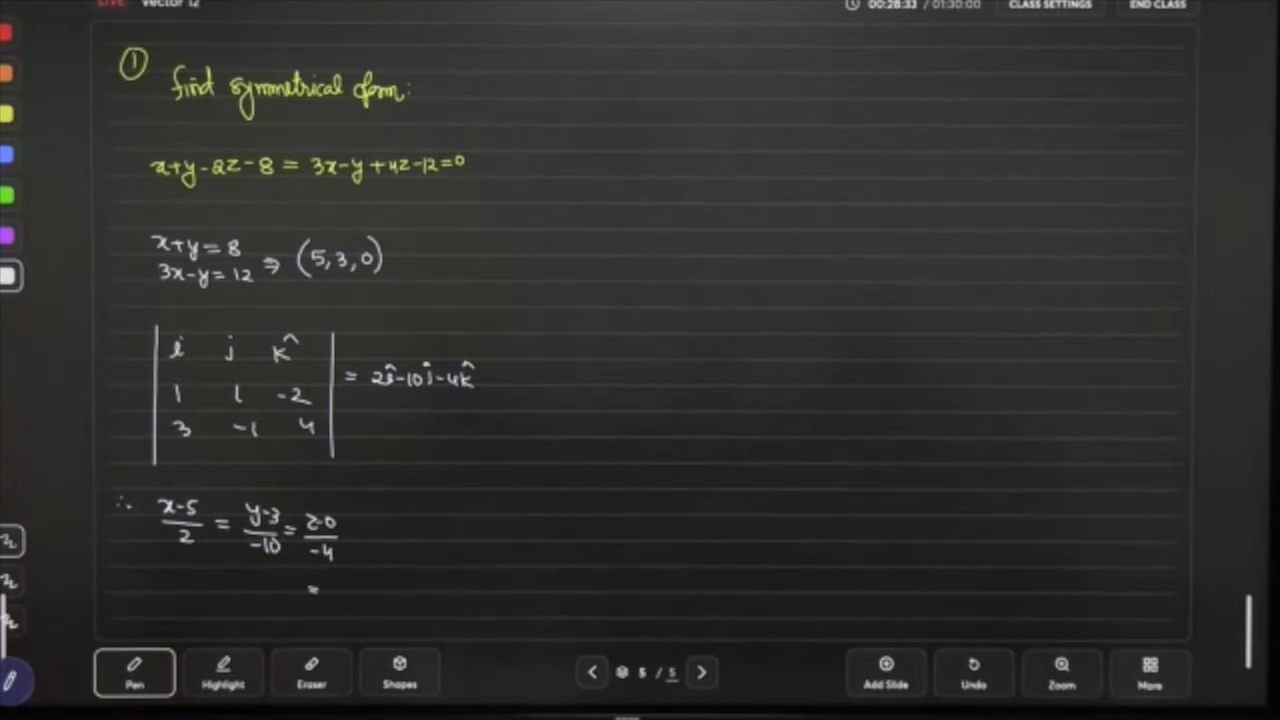 LIVE Vector 12 00:28:33 / 01:30:00 CLASS SETTINGS END CLASS
① Find symmetrical form:
x+y-2z-8 = 3x-y+4z-12=0
x+y=8
3x-y=12 ⇒ (5,3,0)
i j k̂
1 1 -2 = 2î-10ĵ-4k̂
3 -1 4
∴ x-5/2 = y-3/-10 = z-0/-4
=
Pen Highlight Eraser Shapes 5 / 5 Add Slide Undo Zoom More